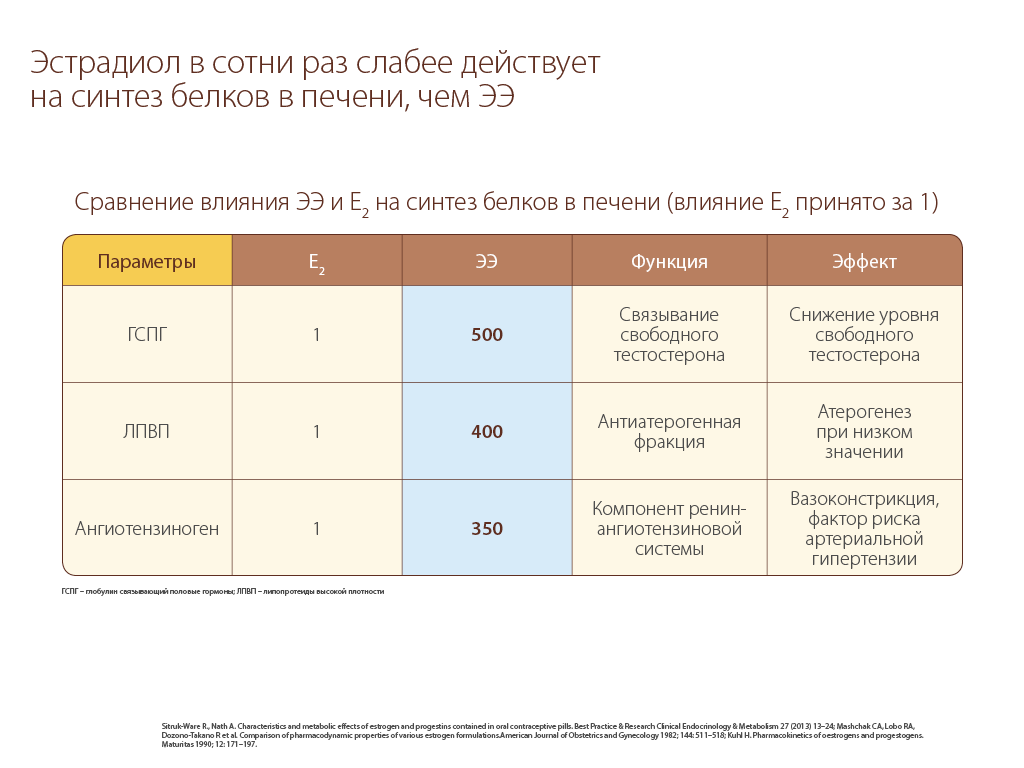 Эстрадиол в сотни раз слабее действует
на синтез белков в печени, чем ЭЭ
Сравнение влияния ЭЭ и E2 на синтез белков в печени (влияние E2 принято за 1)
Параметры E2 ЭЭ Функция Эффект
ГСПГ 1 500 Связывание свободного тестостерона Снижение уровня свободного тестостерона
ЛПВП 1 400 Антиатерогенная фракция Атерогенез при низком значении
Ангиотензиноген 1 350 Компонент ренин-ангиотензиновой системы Вазоконстрикция, фактор риска артериальной гипертензии
ГСПГ – глобулин связывающий половые гормоны; ЛПВП – липопротеиды высокой плотности
Sitruk-Ware R., Nath A. Characteristics and metabolic effects of estrogen and progestins contained in oral contraceptive pills. Best Practice & Research Clinical Endocrinology & Metabolism 27 (2013) 13–24; Mashchak CA, Lobo RA,
Dozono-Takano R et al. Comparison of pharmacodynamic properties of various estrogen formulations.American Journal of Obstetrics and Gynecology 1982; 144: 511–518; Kuhl H. Pharmacokinetics of oestrogens and progestogens.
Maturitas 1990; 12: 171–197.